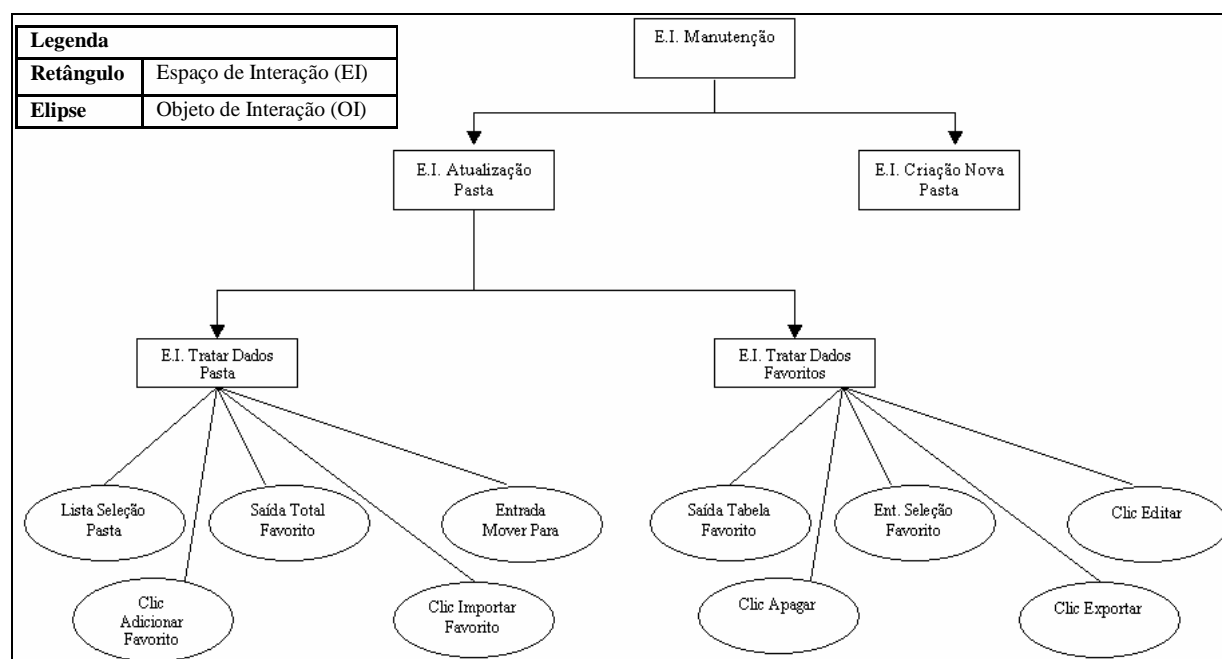 Legenda
Retângulo Espaço de Interação (EI)
Elipse Objeto de Interação (OI)
E.I. Manutenção
E.I. Atualização
Pasta
E.I. Criação Nova
Pasta
E.I. Tratar Dados
Pasta
E.I. Tratar Dados
Favoritos
Lista Seleção
Pasta
Saída Total
Favorito
Entrada
Mover Para
Saída Tabela
Favorito
Ent. Seleção
Favorito
Clic Editar
Clic
Adicionar
Favorito
Clic Importar
Favorito
Clic Apagar
Clic Exportar